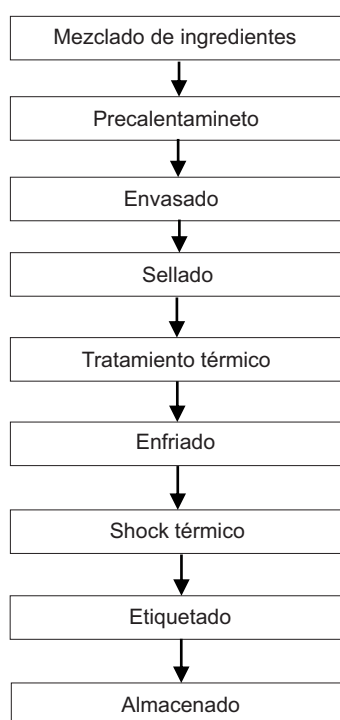 Mezclado de ingredientes
Precalentamineto
Envasado
Sellado
Tratamiento térmico
Enfriado
Shock térmico
Etiquetado
Almacenado